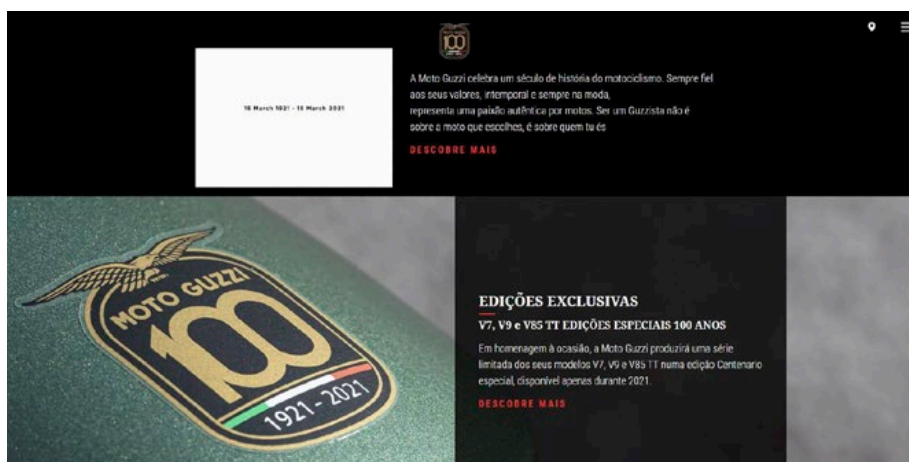 100
15 March 1921 - 15 March 2021
A Moto Guzzi celebra um século de história do motociclismo. Sempre fiel
aos seus valores, intemporal e sempre na moda,
representa uma paixão autêntica por motos. Ser um Guzzista não é
sobre a moto que escolhes, é sobre quem tu és
DESCOBRE MAIS
MOTO GUZZI
100
1921 - 2021
EDIÇÕES EXCLUSIVAS
V7, V9 e V85 TT EDIÇÕES ESPECIAIS 100 ANOS
Em homenagem à ocasião, a Moto Guzzi produzirá uma série
limitada dos seus modelos V7, V9 e V85 TT numa edição Centenario
especial, disponível apenas durante 2021.
DESCOBRE MAIS